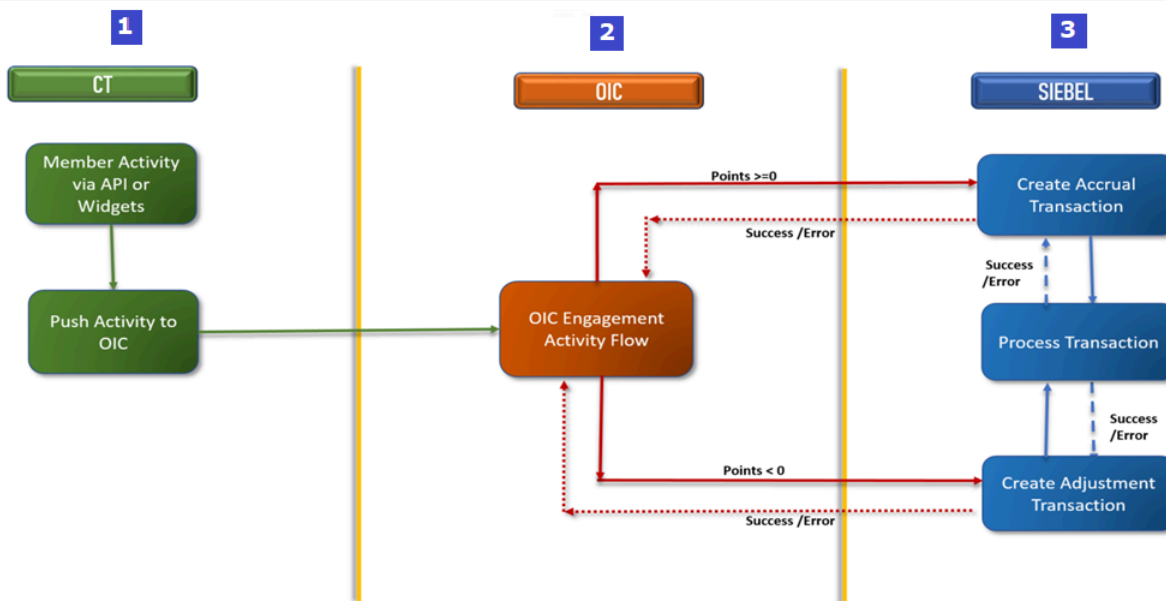 1
2
3
CT
OIC
SIEBEL
Member Activity
via API or
Widgets
Push Activity to
OIC
OIC Engagement
Activity Flow
Points >=0
Success /Error
Points < 0
Success /Error
Create Accrual
Transaction
Success
/Error
Process Transaction
Success
/Error
Create Adjustment
Transaction